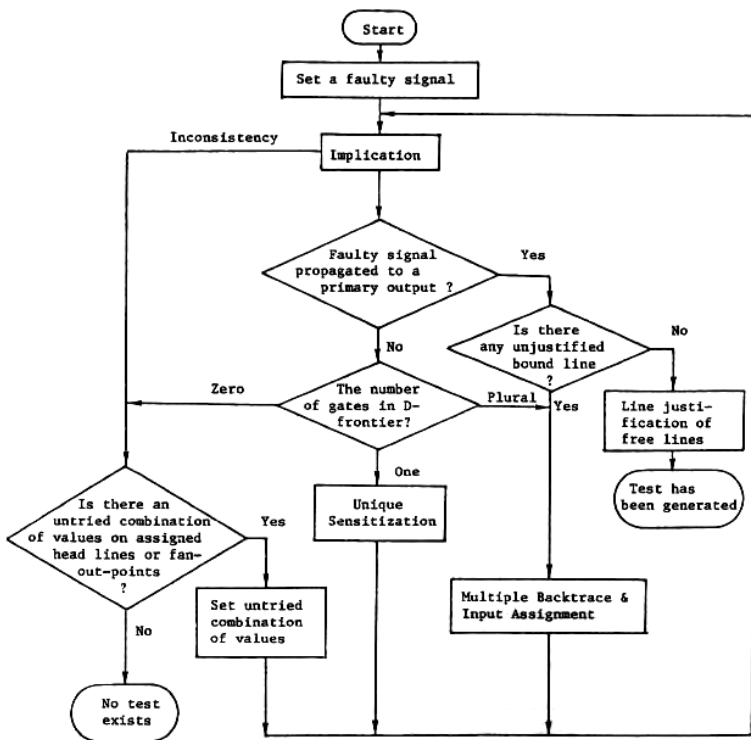 Start
Set a faulty signal
Inconsistency
Implication
Faulty signal
propagated to a
primary output ?
Yes
No
Is there
any unjustified
bound line
?
No
Yes
Zero
The number
of gates in D-
frontier?
Plural
One
Line justi-
fication of
free lines
Test has
been generated
Is there an
untried combination
of values on assigned
head lines or fan-
out-points
?
Yes
No
Unique
Sensitization
Set untried
combination
of values
Multiple Backtrace &
Input Assignment
No test
exists